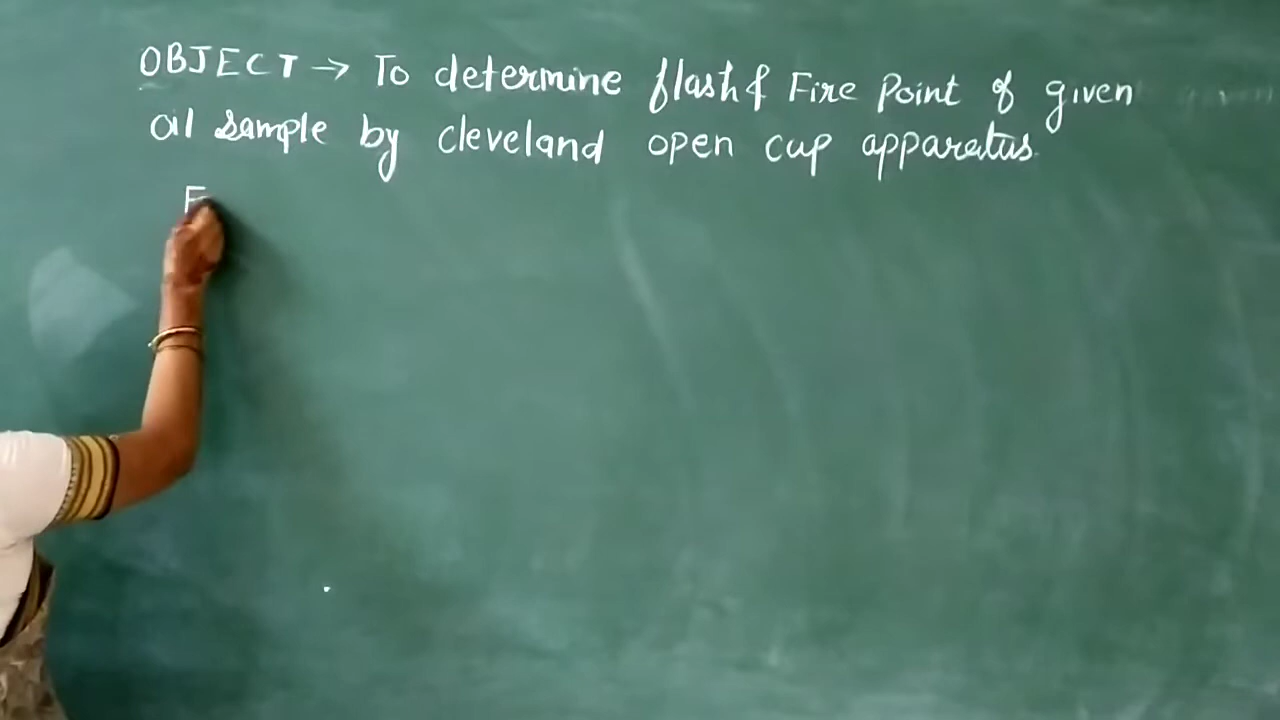 OBJECT → To determine flash & Fire Point of given
oil sample by cleveland open cup apparatus
F